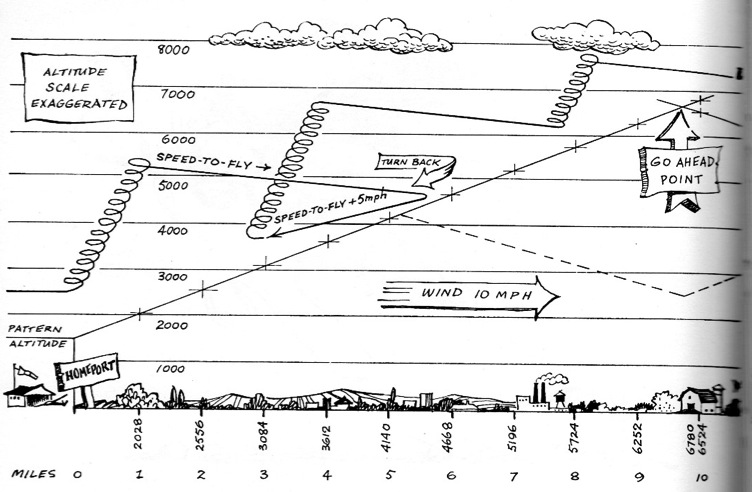 8000
ALTITUDE
SCALE
EXAGGERATED
7000
6000
SPEED-TO-FLY →
TURN BACK
GO AHEAD
POINT
5000
SPEED-TO-FLY +5mph
4000
3000
WIND 10 MPH
PATTERN
ALTITUDE
2000
HOMEPORT
1000
2028
2556
3084
3612
4140
4668
5196
5724
6252
6780
6524
MILES 0 1 2 3 4 5 6 7 8 9 10